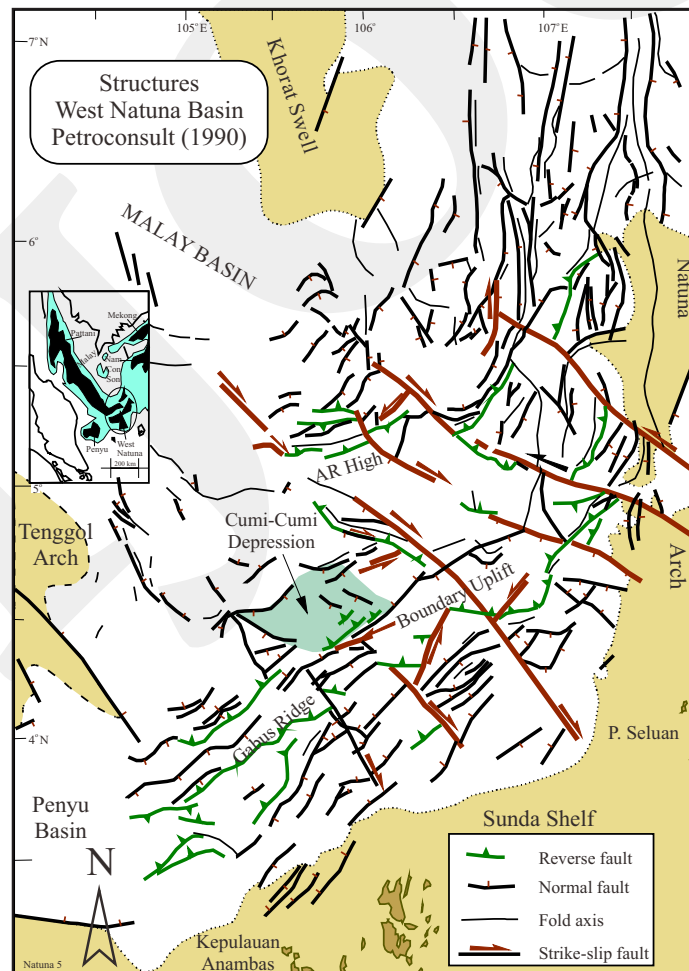 105˚E
106˚
107˚E
7˚N
Structures
West Natuna Basin
Petroconsult (1990)
Khorat Swell
MALAY BASIN
6˚
Natuna
Mekong
Pattani
Malay
Nam
Con
Son
Penyu
West
Natuna
200 km
AR High
5˚
Tenggol
Arch
Cumi-Cumi
Depression
Arch
Boundary Uplift
Gabus Ridge
4˚N
P. Seluan
Penyu
Basin
Sunda Shelf
N
Reverse fault
Normal fault
Fold axis
Strike-slip fault
Kepulauan
Anambas
Natuna 5